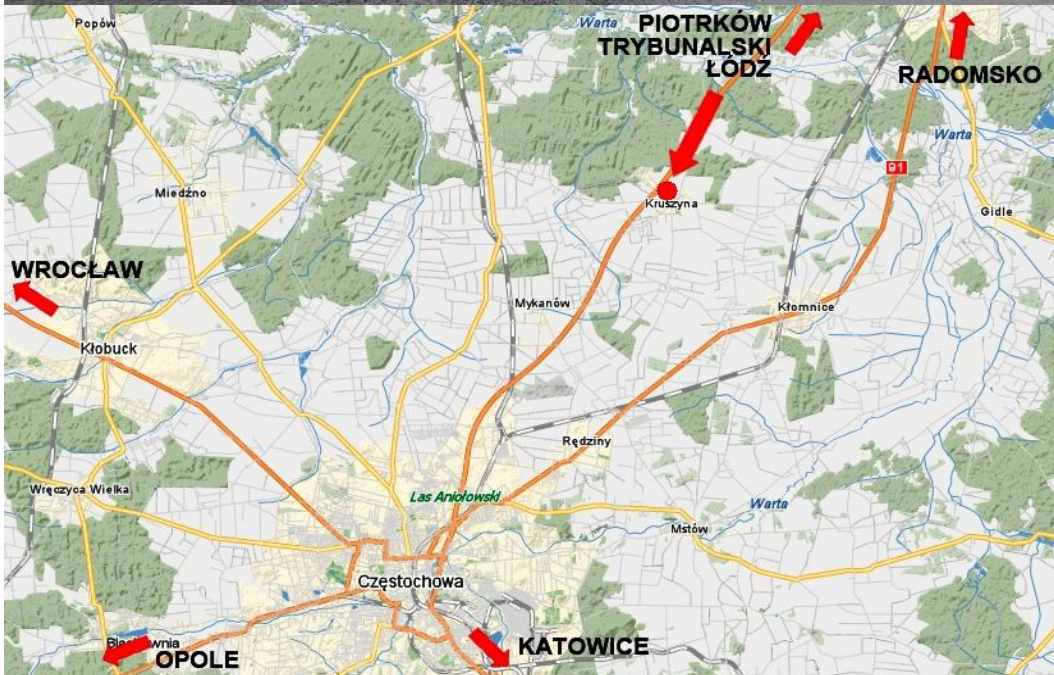 Popów
Warta
PIOTRKÓW
TRYBUNALSKI
ŁÓDŹ
RADOMSKO
Warta
91
Miedźno
Kruszyna
Gidle
WROCŁAW
Mykanów
Kłomnice
Kłobuck
Rędziny
Wręczyca Wielka
Las Aniołowski
Warta
Mstów
Częstochowa
KATOWICE
OPOLE